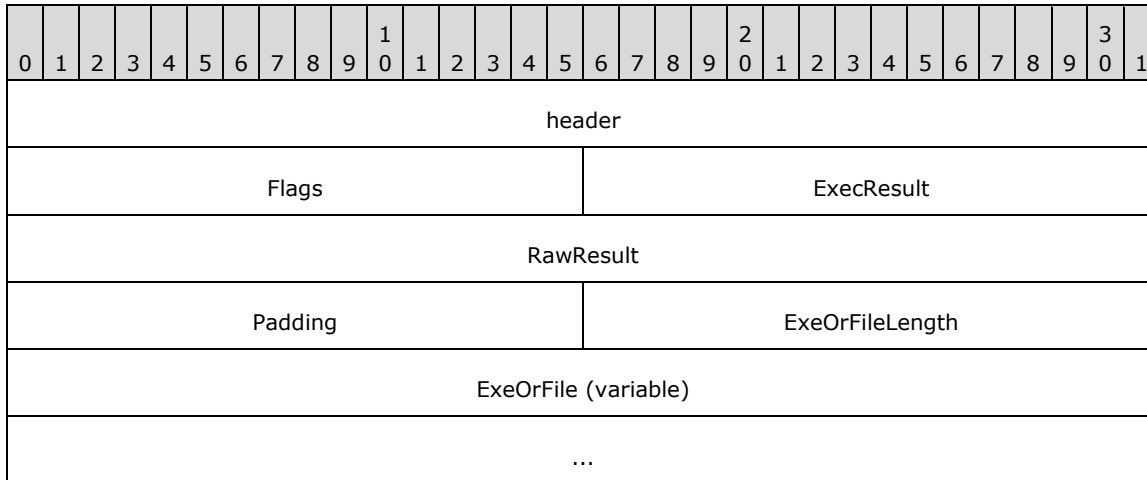 1 2 3
0 1 2 3 4 5 6 7 8 9 0 1 2 3 4 5 6 7 8 9 0 1 2 3 4 5 6 7 8 9 0 1
header
Flags ExecResult
RawResult
Padding ExeOrFileLength
ExeOrFile (variable)
...